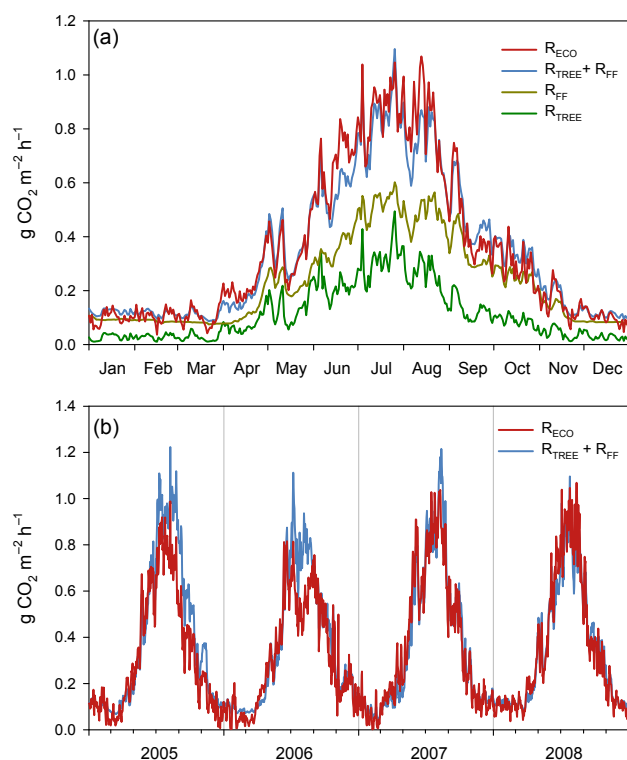 (a)
R_ECO
R_TREE + R_FF
R_FF
R_TREE
g CO₂ m⁻² h⁻¹
1.2
1.0
0.8
0.6
0.4
0.2
0.0
Jan Feb Mar Apr May Jun Jul Aug Sep Oct Nov Dec
(b)
R_ECO
R_TREE + R_FF
g CO₂ m⁻² h⁻¹
1.4
1.2
1.0
0.8
0.6
0.4
0.2
0.0
2005 2006 2007 2008